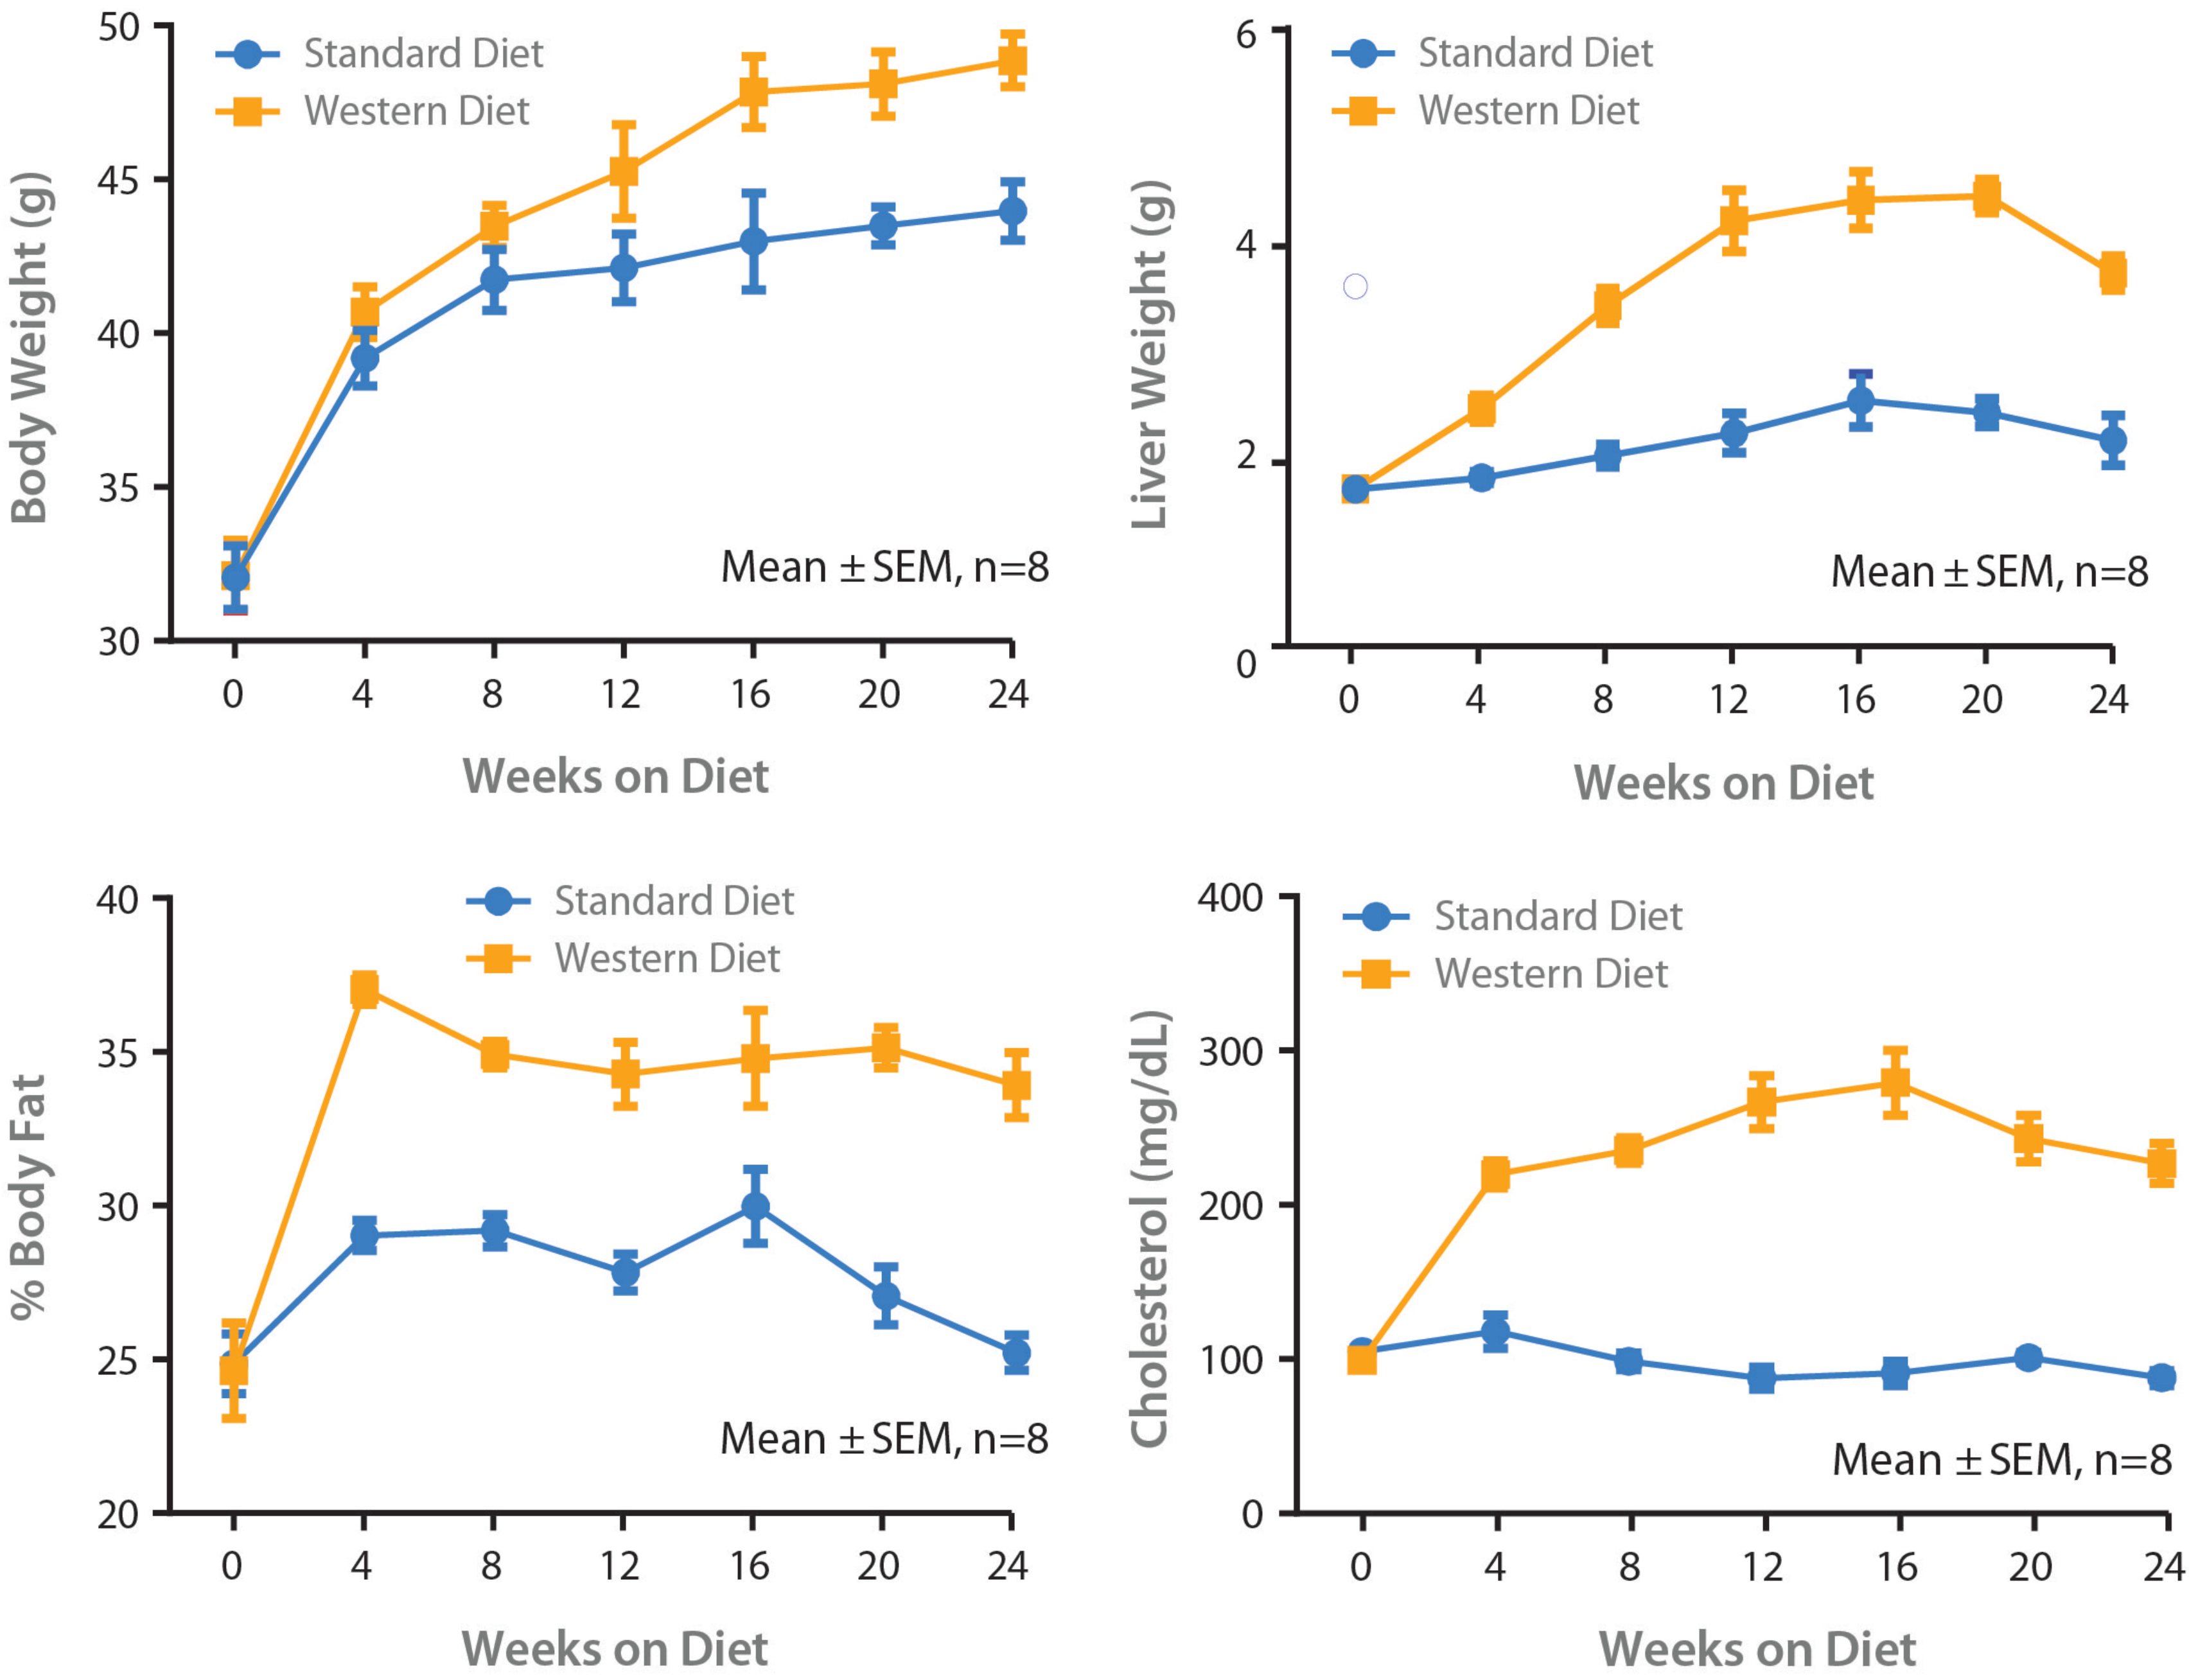 Standard Diet
Western Diet
Body Weight (g)
50
45
40
35
30
Mean ± SEM, n=8
0 4 8 12 16 20 24
Weeks on Diet
Standard Diet
Western Diet
Liver Weight (g)
6
4
2
0
Mean ± SEM, n=8
0 4 8 12 16 20 24
Weeks on Diet
Standard Diet
Western Diet
% Body Fat
40
35
30
25
20
Mean ± SEM, n=8
0 4 8 12 16 20 24
Weeks on Diet
Standard Diet
Western Diet
Cholesterol (mg/dL)
400
300
200
100
0
Mean ± SEM, n=8
0 4 8 12 16 20 24
Weeks on Diet